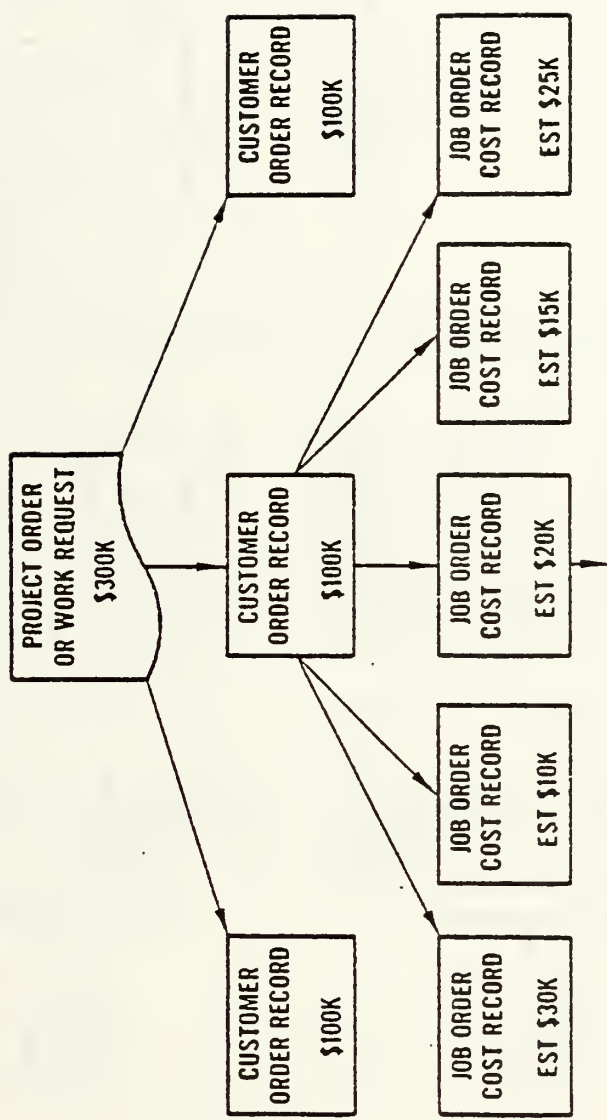 PROJECT ORDER
OR WORK REQUEST
$300K
CUSTOMER
ORDER RECORD
$100K
CUSTOMER
ORDER RECORD
$100K
CUSTOMER
ORDER RECORD
$100K
JOB ORDER
COST RECORD
EST $30K
JOB ORDER
COST RECORD
EST $10K
JOB ORDER
COST RECORD
EST $20K
JOB ORDER
COST RECORD
EST $15K
JOB ORDER
COST RECORD
EST $25K